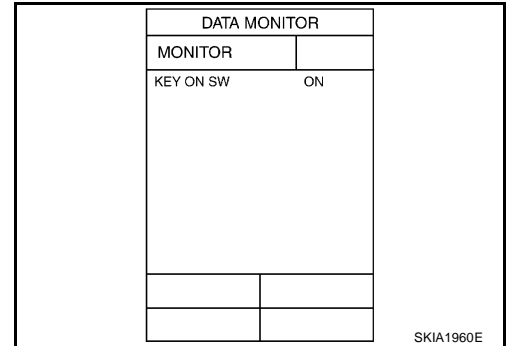 DATA MONITOR
MONITOR
KEY ON SW ON
SKIA1960E